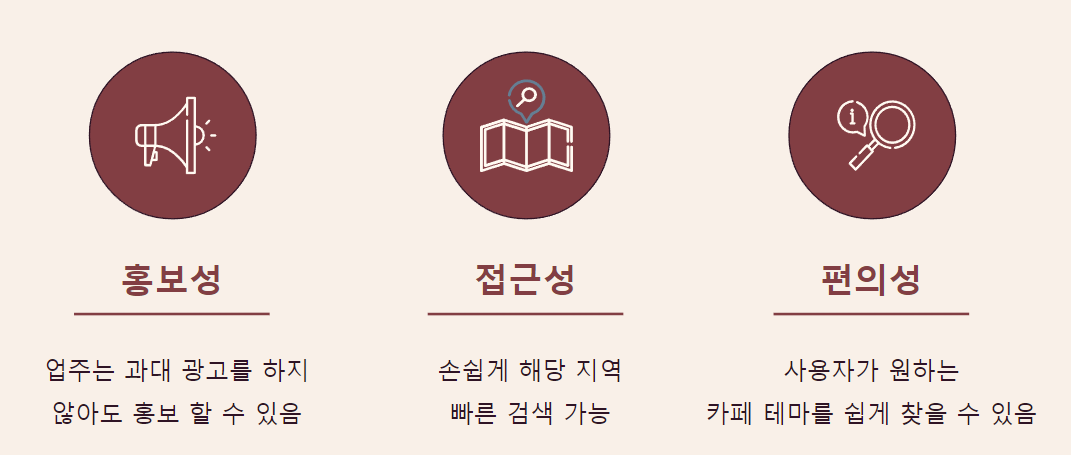 홍보성
업주는 과대 광고를 하지
않아도 홍보 할 수 있음
접근성
손쉽게 해당 지역
빠른 검색 가능
편의성
사용자가 원하는
카페 테마를 쉽게 찾을 수 있음